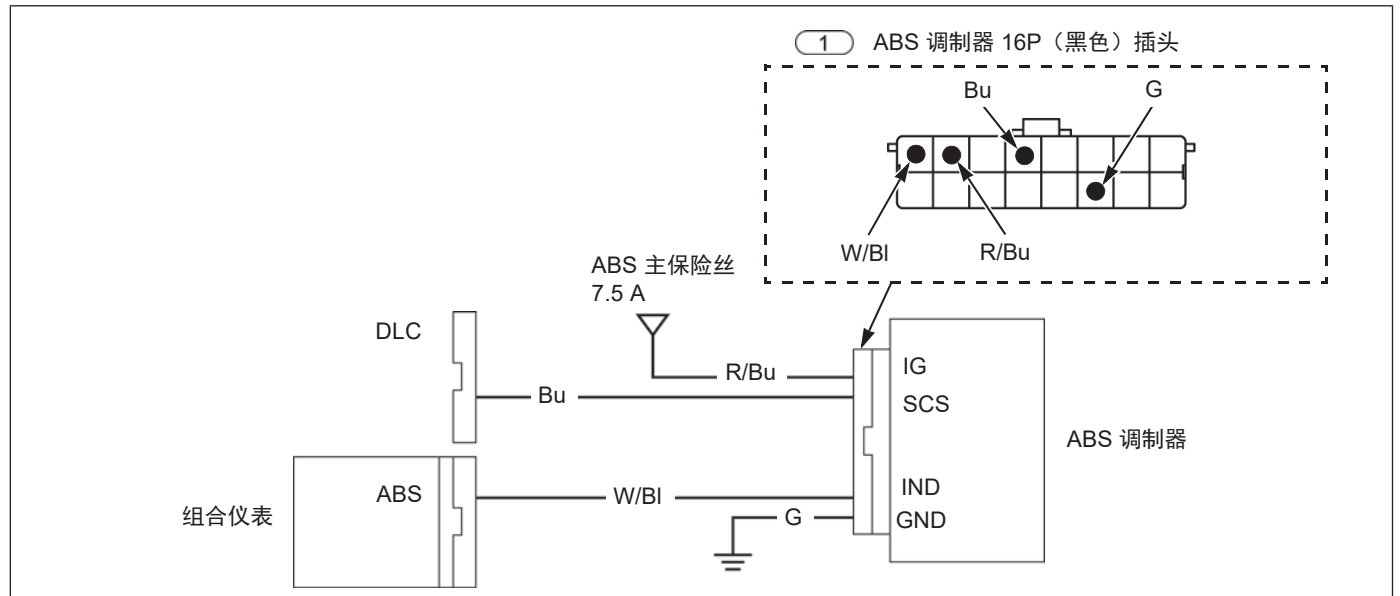 1 ABS 调制器 16P（黑色）插头
Bu
G
W/Bl
R/Bu
ABS 主保险丝
7.5 A
DLC
R/Bu
IG
Bu
SCS
ABS 调制器
ABS
W/Bl
IND
组合仪表
G
GND